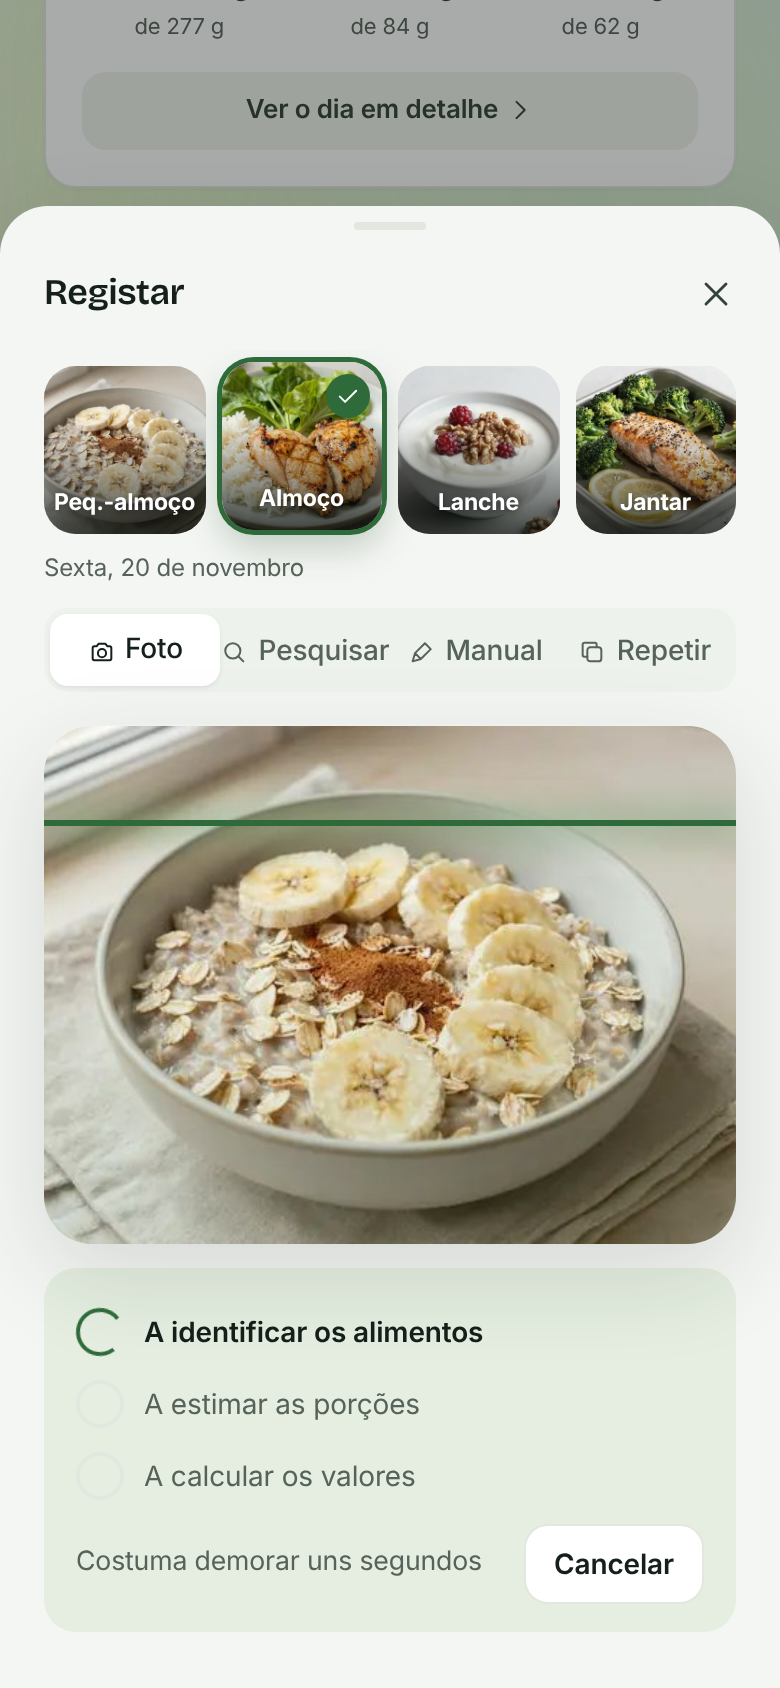 de 277 g
de 84 g
de 62 g
Ver o dia em detalhe
Registar
Peq.-almoço
Almoço
Lanche
Jantar
Sexta, 20 de novembro
Foto
Pesquisar
Manual
Repetir
A identificar os alimentos
A estimar as porções
A calcular os valores
Costuma demorar uns segundos
Cancelar